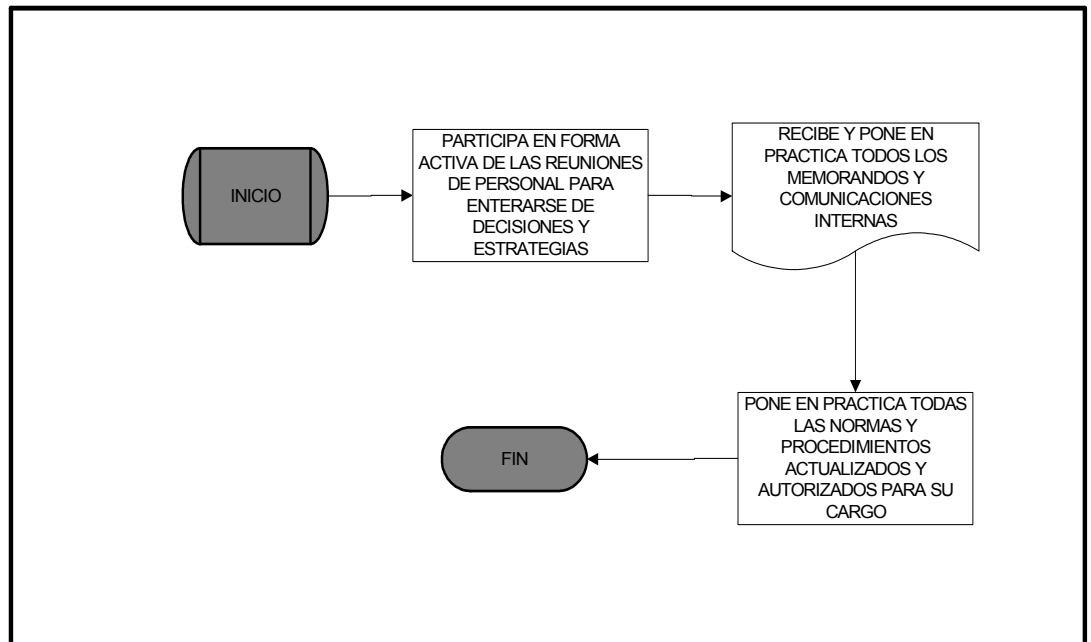 INICIO
PARTICIPA EN FORMA
ACTIVA DE LAS REUNIONES
DE PERSONAL PARA
ENTERARSE DE
DECISIONES Y
ESTRATEGIAS
RECIBE Y PONE EN
PRACTICA TODOS LOS
MEMORANDOS Y
COMUNICACIONES
INTERNAS
PONE EN PRACTICA TODAS
LAS NORMAS Y
PROCEDIMIENTOS
ACTUALIZADOS Y
AUTORIZADOS PARA SU
CARGO
FIN